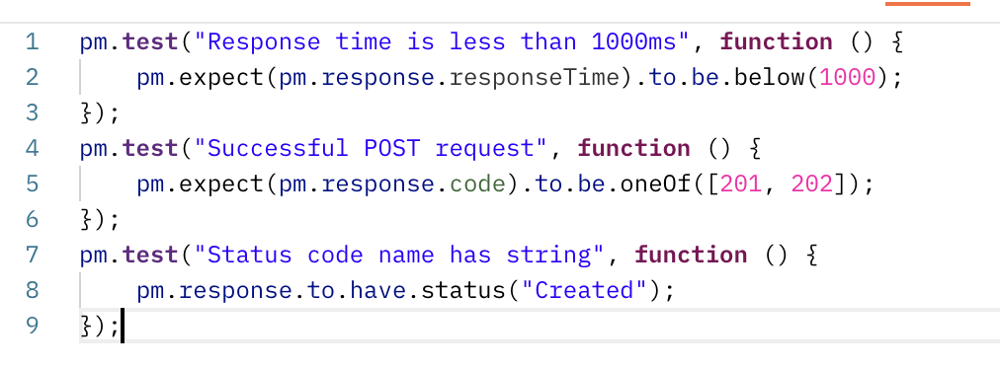 1 pm.test("Response time is less than 1000ms", function () {
2     pm.expect(pm.response.responseTime).to.be.below(1000);
3 });
4 pm.test("Successful POST request", function () {
5     pm.expect(pm.response.code).to.be.oneOf([201, 202]);
6 });
7 pm.test("Status code name has string", function () {
8     pm.response.to.have.status("Created");
9 });